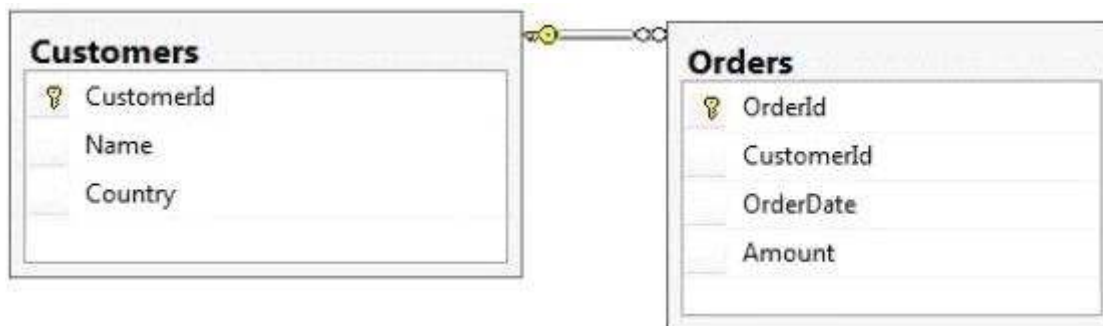 Customers
CustomerId
Name
Country
Orders
OrderId
CustomerId
OrderDate
Amount